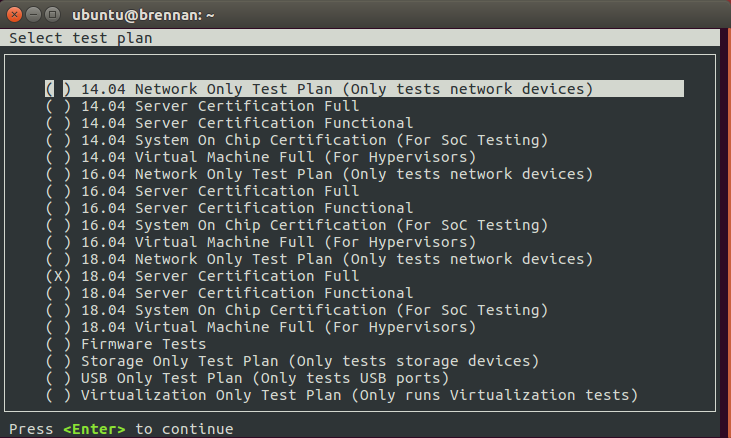 ubuntu@brennan: ~
Select test plan
( ) 14.04 Network Only Test Plan (Only tests network devices)
( ) 14.04 Server Certification Full
( ) 14.04 Server Certification Functional
( ) 14.04 System On Chip Certification (For SoC Testing)
( ) 14.04 Virtual Machine Full (For Hypervisors)
( ) 16.04 Network Only Test Plan (Only tests network devices)
( ) 16.04 Server Certification Full
( ) 16.04 Server Certification Functional
( ) 16.04 System On Chip Certification (For SoC Testing)
( ) 16.04 Virtual Machine Full (For Hypervisors)
( ) 18.04 Network Only Test Plan (Only tests network devices)
(X) 18.04 Server Certification Full
( ) 18.04 Server Certification Functional
( ) 18.04 System On Chip Certification (For SoC Testing)
( ) 18.04 Virtual Machine Full (For Hypervisors)
( ) Firmware Tests
( ) Storage Only Test Plan (Only tests storage devices)
( ) USB Only Test Plan (Only tests USB ports)
( ) Virtualization Only Test Plan (Only runs Virtualization tests)
Press <Enter> to continue